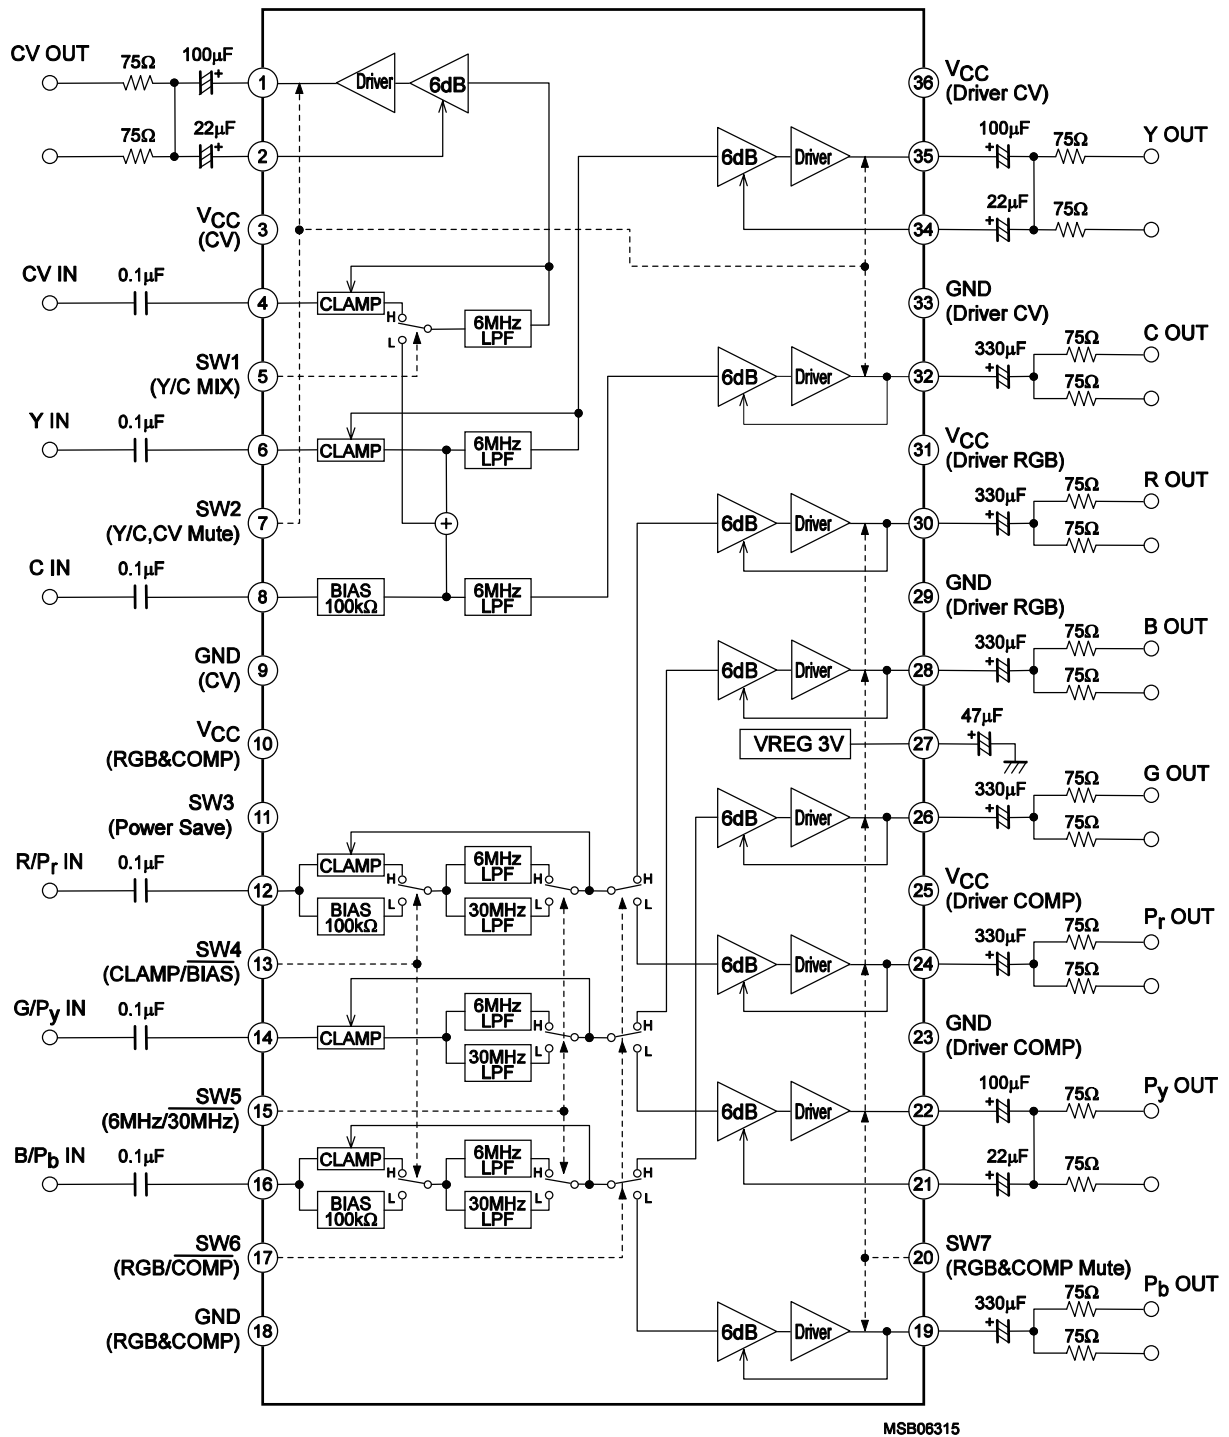 CV OUT
75Ω
100µF
+
1
Driver
6dB
75Ω
22µF
+
2
VCC
(CV)
3
CV IN
0.1µF
4
CLAMP
H
L
6MHz
LPF
SW1
(Y/C MIX)
5
Y IN
0.1µF
6
CLAMP
6MHz
LPF
SW2
(Y/C,CV Mute)
7
+
C IN
0.1µF
8
BIAS
100kΩ
6MHz
LPF
GND
(CV)
9
VCC
(RGB&COMP)
10
SW3
(Power Save)
11
R/Pr IN
0.1µF
12
CLAMP
BIAS
100kΩ
H
L
6MHz
LPF
30MHz
LPF
H
L
H
L
SW4
(CLAMP/BIAS)
13
G/Py IN
0.1µF
14
CLAMP
6MHz
LPF
30MHz
LPF
H
L
H
L
SW5
(6MHz/30MHz)
15
B/Pb IN
0.1µF
16
CLAMP
BIAS
100kΩ
H
L
6MHz
LPF
30MHz
LPF
H
L
H
L
SW6
(RGB/COMP)
17
GND
(RGB&COMP)
18
36
VCC
(Driver CV)
6dB
Driver
35
100µF
+
75Ω
Y OUT
34
22µF
+
75Ω
33
GND
(Driver CV)
6dB
Driver
32
330µF
+
75Ω
75Ω
C OUT
31
VCC
(Driver RGB)
6dB
Driver
30
330µF
+
75Ω
75Ω
R OUT
29
GND
(Driver RGB)
6dB
Driver
28
330µF
+
75Ω
75Ω
B OUT
VREG 3V
27
47µF
+
6dB
Driver
26
330µF
+
75Ω
75Ω
G OUT
25
VCC
(Driver COMP)
6dB
Driver
24
330µF
+
75Ω
75Ω
Pr OUT
23
GND
(Driver COMP)
6dB
Driver
22
100µF
+
75Ω
Py OUT
21
22µF
+
75Ω
20
SW7
(RGB&COMP Mute)
6dB
Driver
19
330µF
+
75Ω
75Ω
Pb OUT
MSB06315